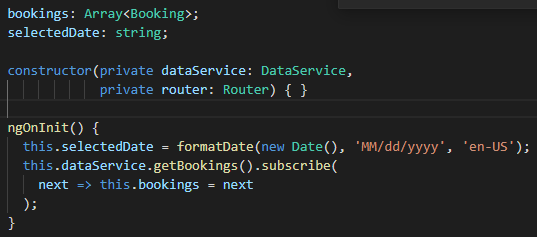 bookings: Array<Booking>;
selectedDate: string;
constructor(private dataService: DataService,
private router: Router) { }
ngOnInit() {
this.selectedDate = formatDate(new Date(), 'MM/dd/yyyy', 'en-US');
this.dataService.getBookings().subscribe(
next => this.bookings = next
);
}